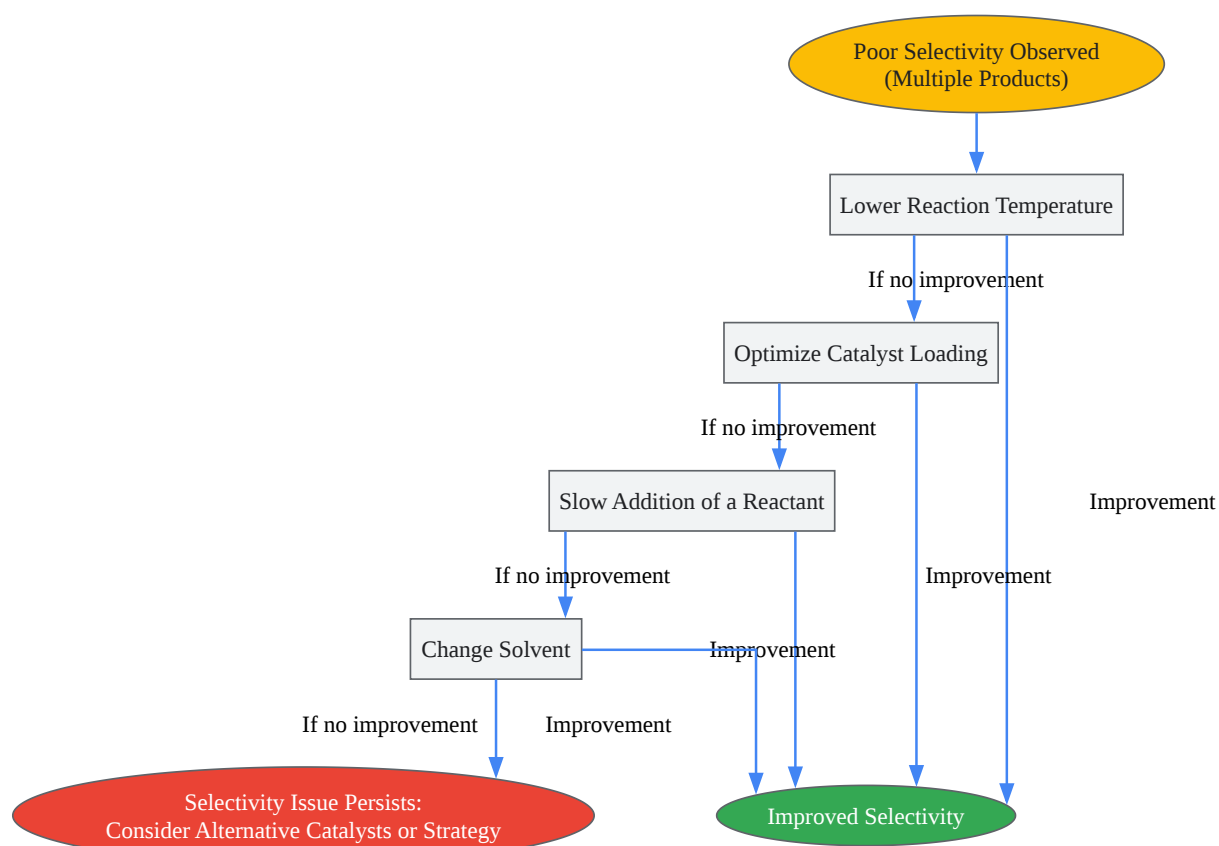 Poor Selectivity Observed
(Multiple Products)
Lower Reaction Temperature
If no improvement
Optimize Catalyst Loading
If no improvement
Slow Addition of a Reactant
Improvement
If no improvement
Improvement
Change Solvent
Improvement
If no improvement
Improvement
Selectivity Issue Persists:
Consider Alternative Catalysts or Strategy
Improved Selectivity